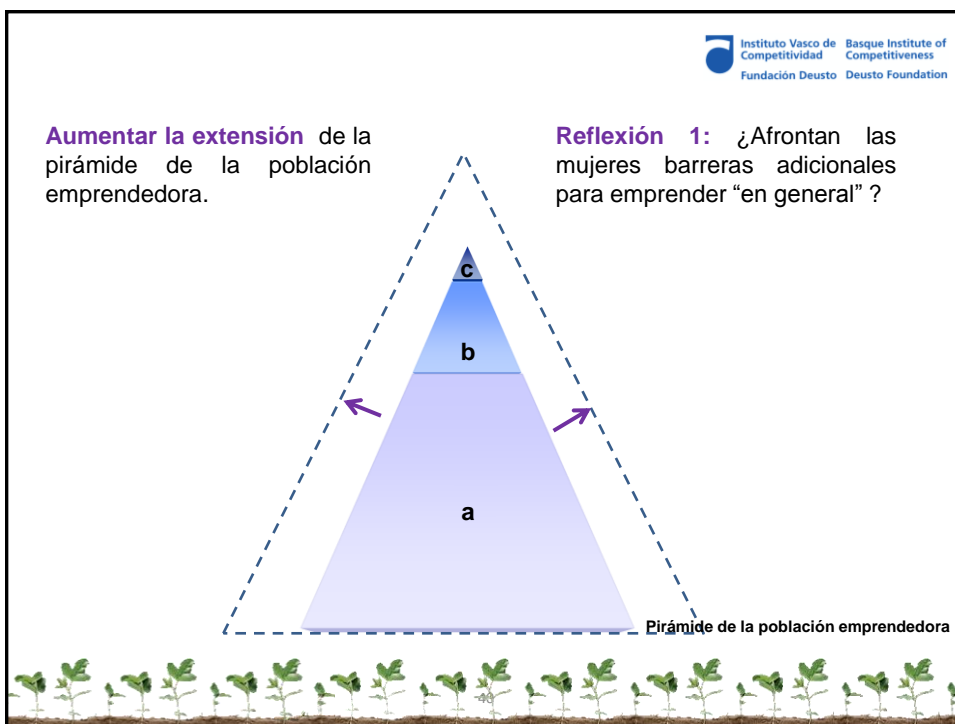 Instituto Vasco de Competitividad
Fundación Deusto
Basque Institute of Competitiveness
Deusto Foundation
Aumentar la extensión de la
pirámide de la población
emprendedora.
Reflexión 1: ¿Afrontan las
mujeres barreras adicionales
para emprender “en general” ?
c
b
a
Pirámide de la población emprendedora